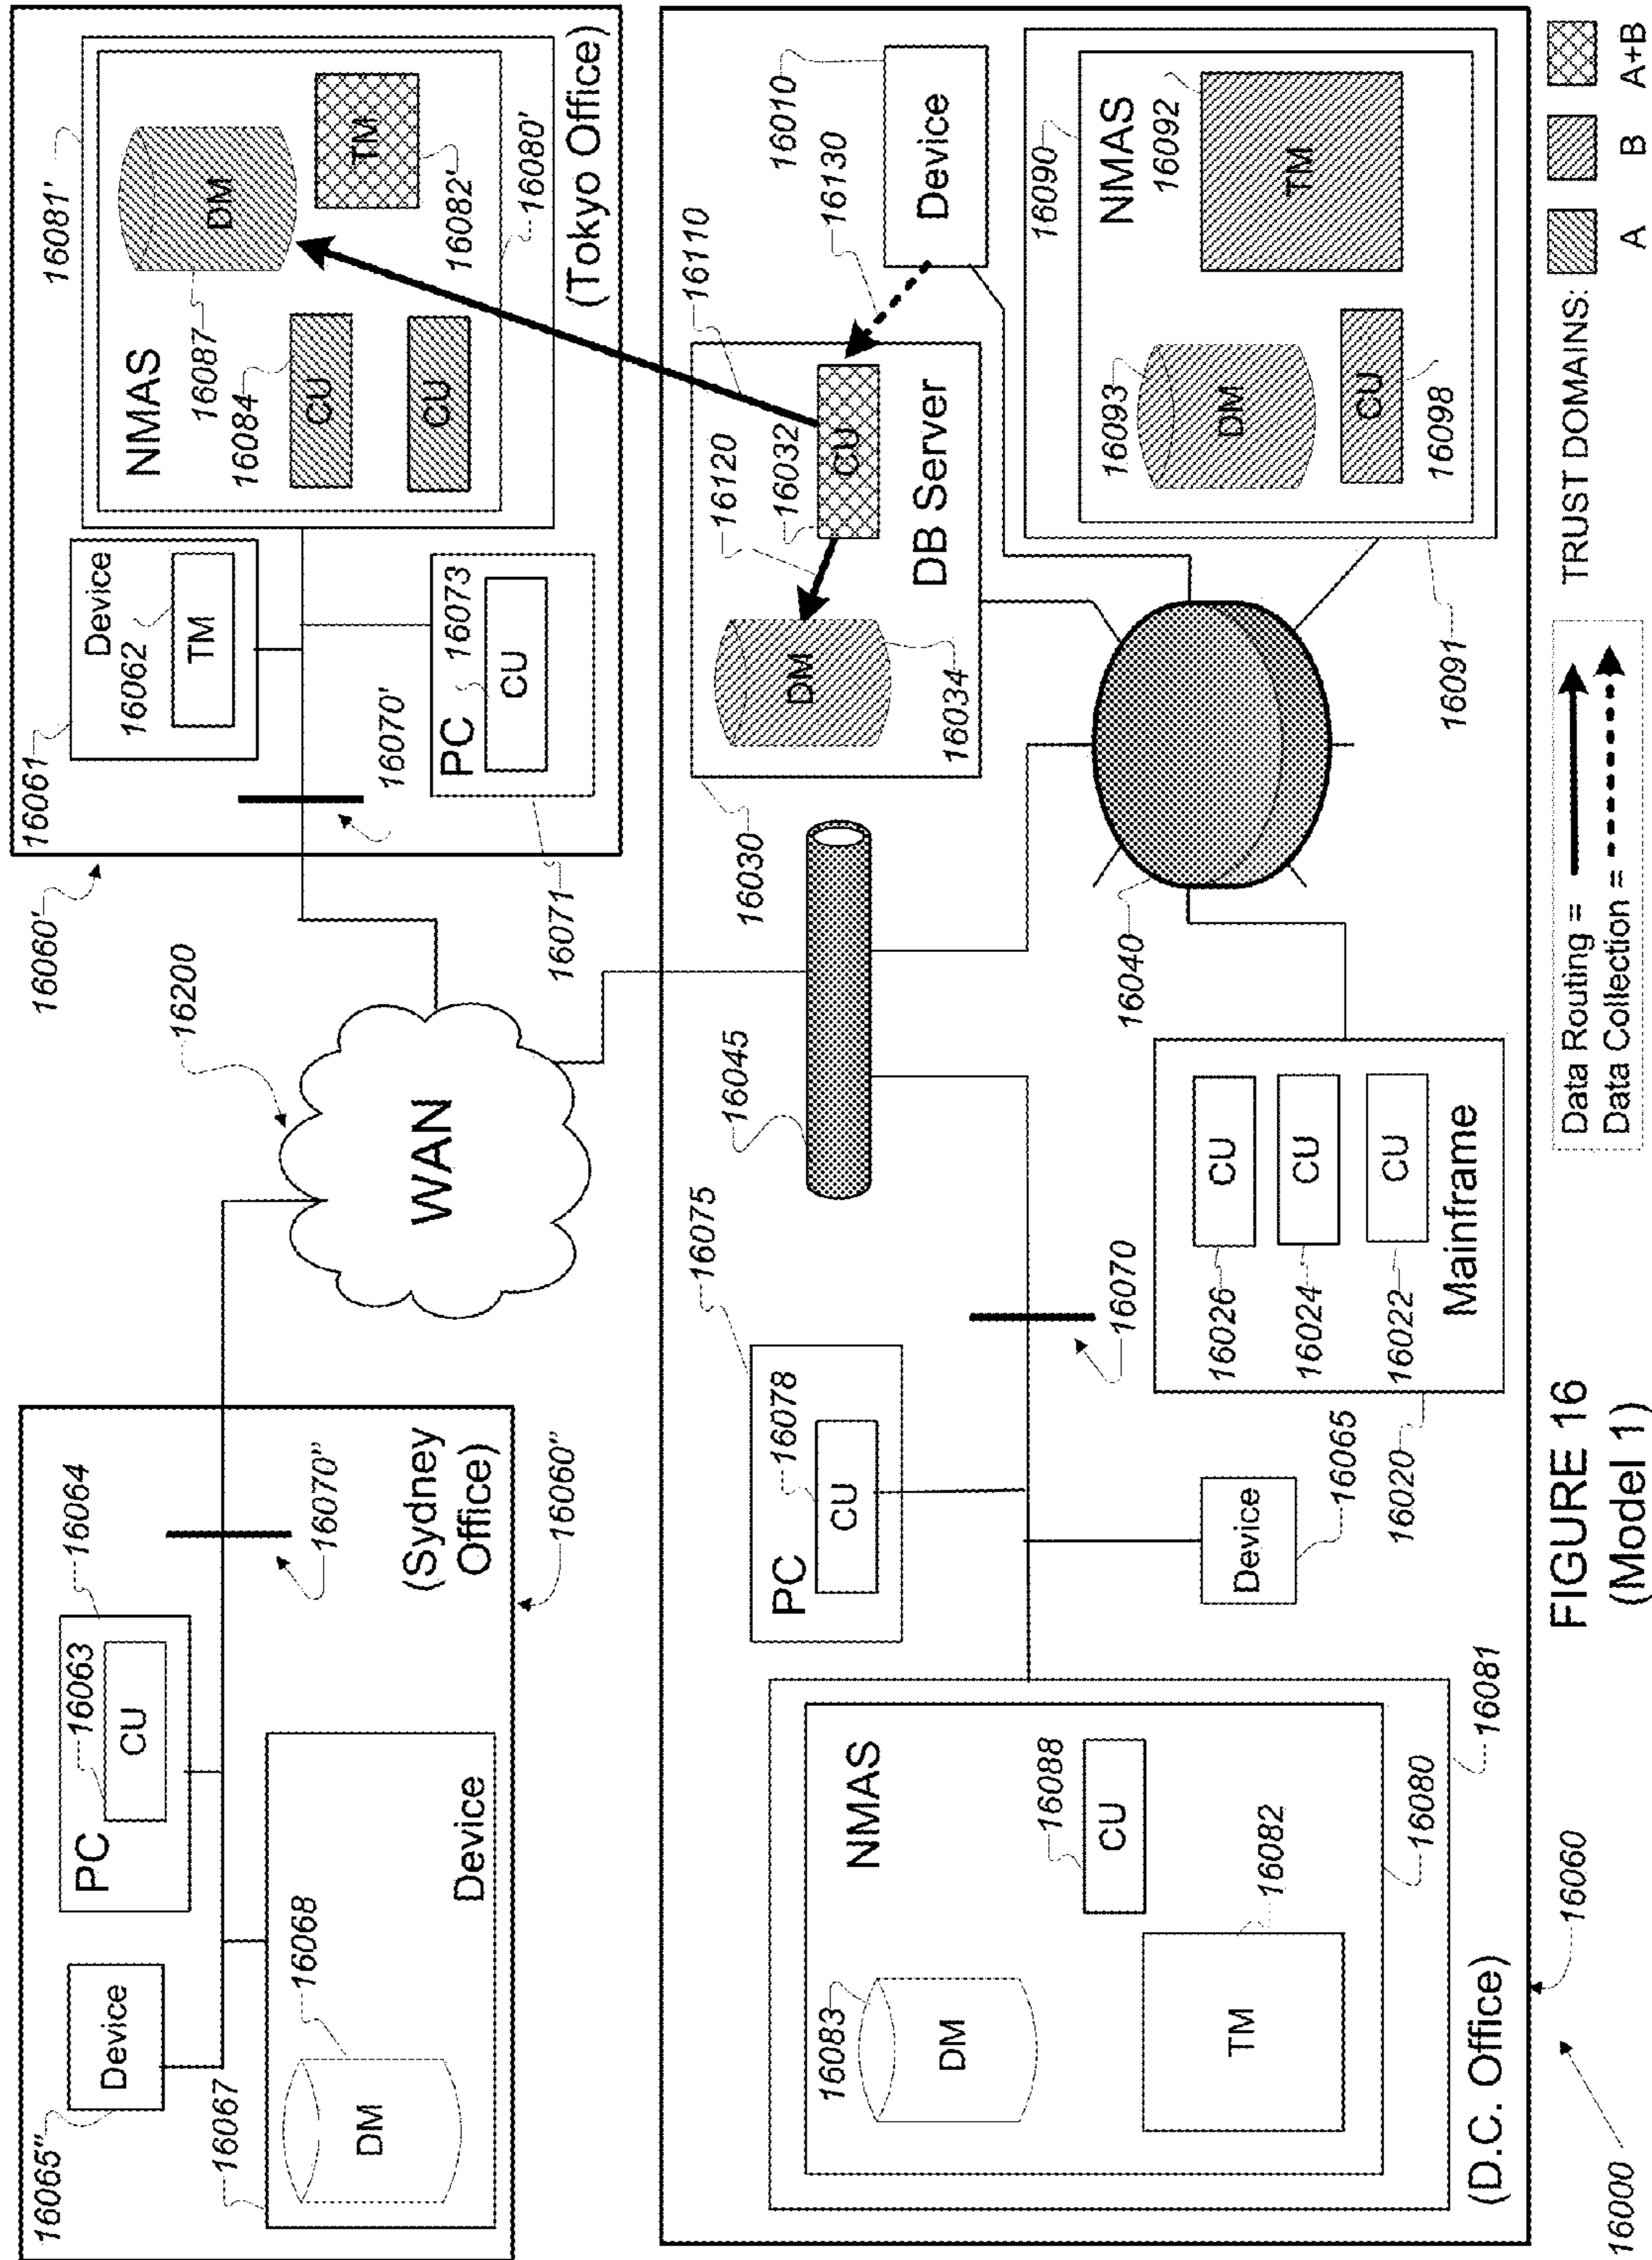 16065"
Device
PC
16063
CU
16064
16067
16068
DM
Device
16070"
(Sydney
Office)
16060"
16200
WAN
16060'
16061
Device
16062
TM
16070'
PC
16073
CU
16071
16081'
NMAS
16087
16084
DM
CU
CU
TM
16082'
16080'
(Tokyo Office)
NMAS
16083
DM
16088
CU
TM
16082
16080
16081
(D.C. Office)
16060
16000
PC
16078
CU
16075
16070
Device
16065
16045
16026
CU
16024
CU
16022
CU
Mainframe
16020
16040
16030
DM
16034
16120
16032
CU
DB Server
16110
16130
16010
Device
16090
NMAS
16092
TM
16093
DM
CU
16098
16091
FIGURE 16
(Model 1)
Data Routing =
Data Collection =
TRUST DOMAINS:
A
B
A+B